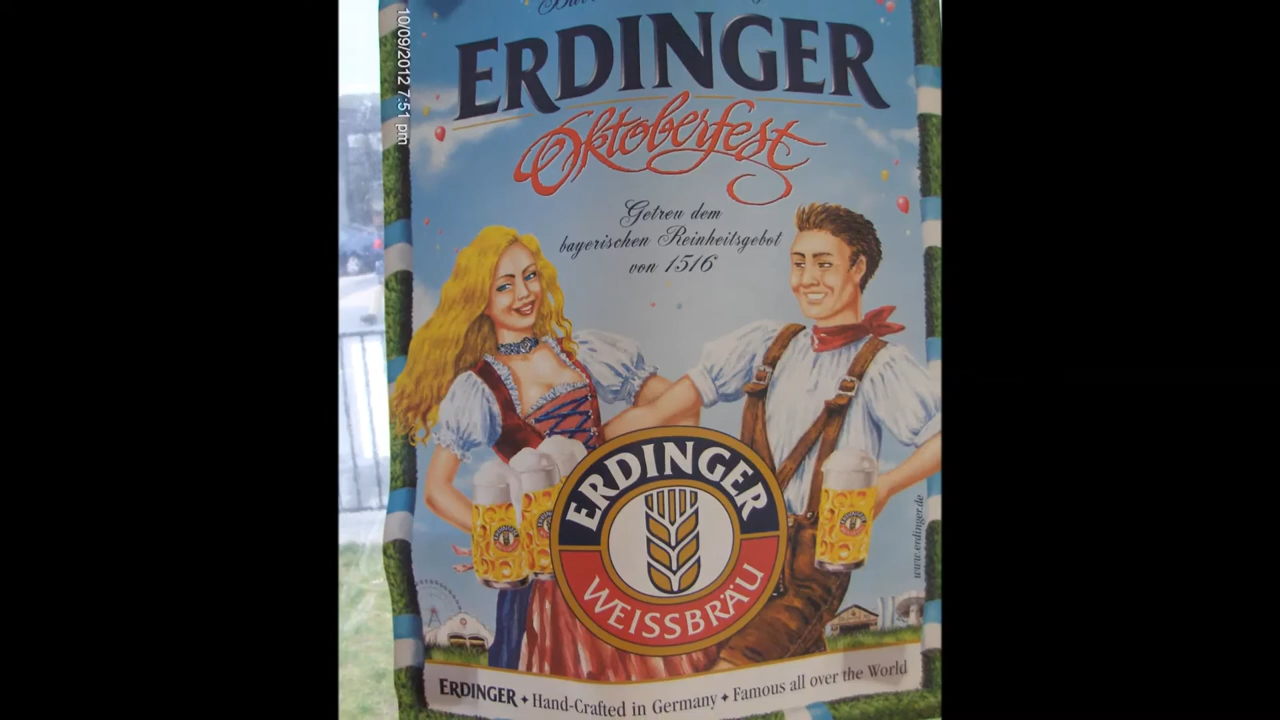 10/09/2012 7:51 pm
ERDINGER
Oktoberfest
Getreu dem
bayerischen Reinheitsgebot
von 1516
ERDINGER
WEISSBRÄU
www.erdinger.de
ERDINGER ✦ Hand-Crafted in Germany ✦ Famous all over the World